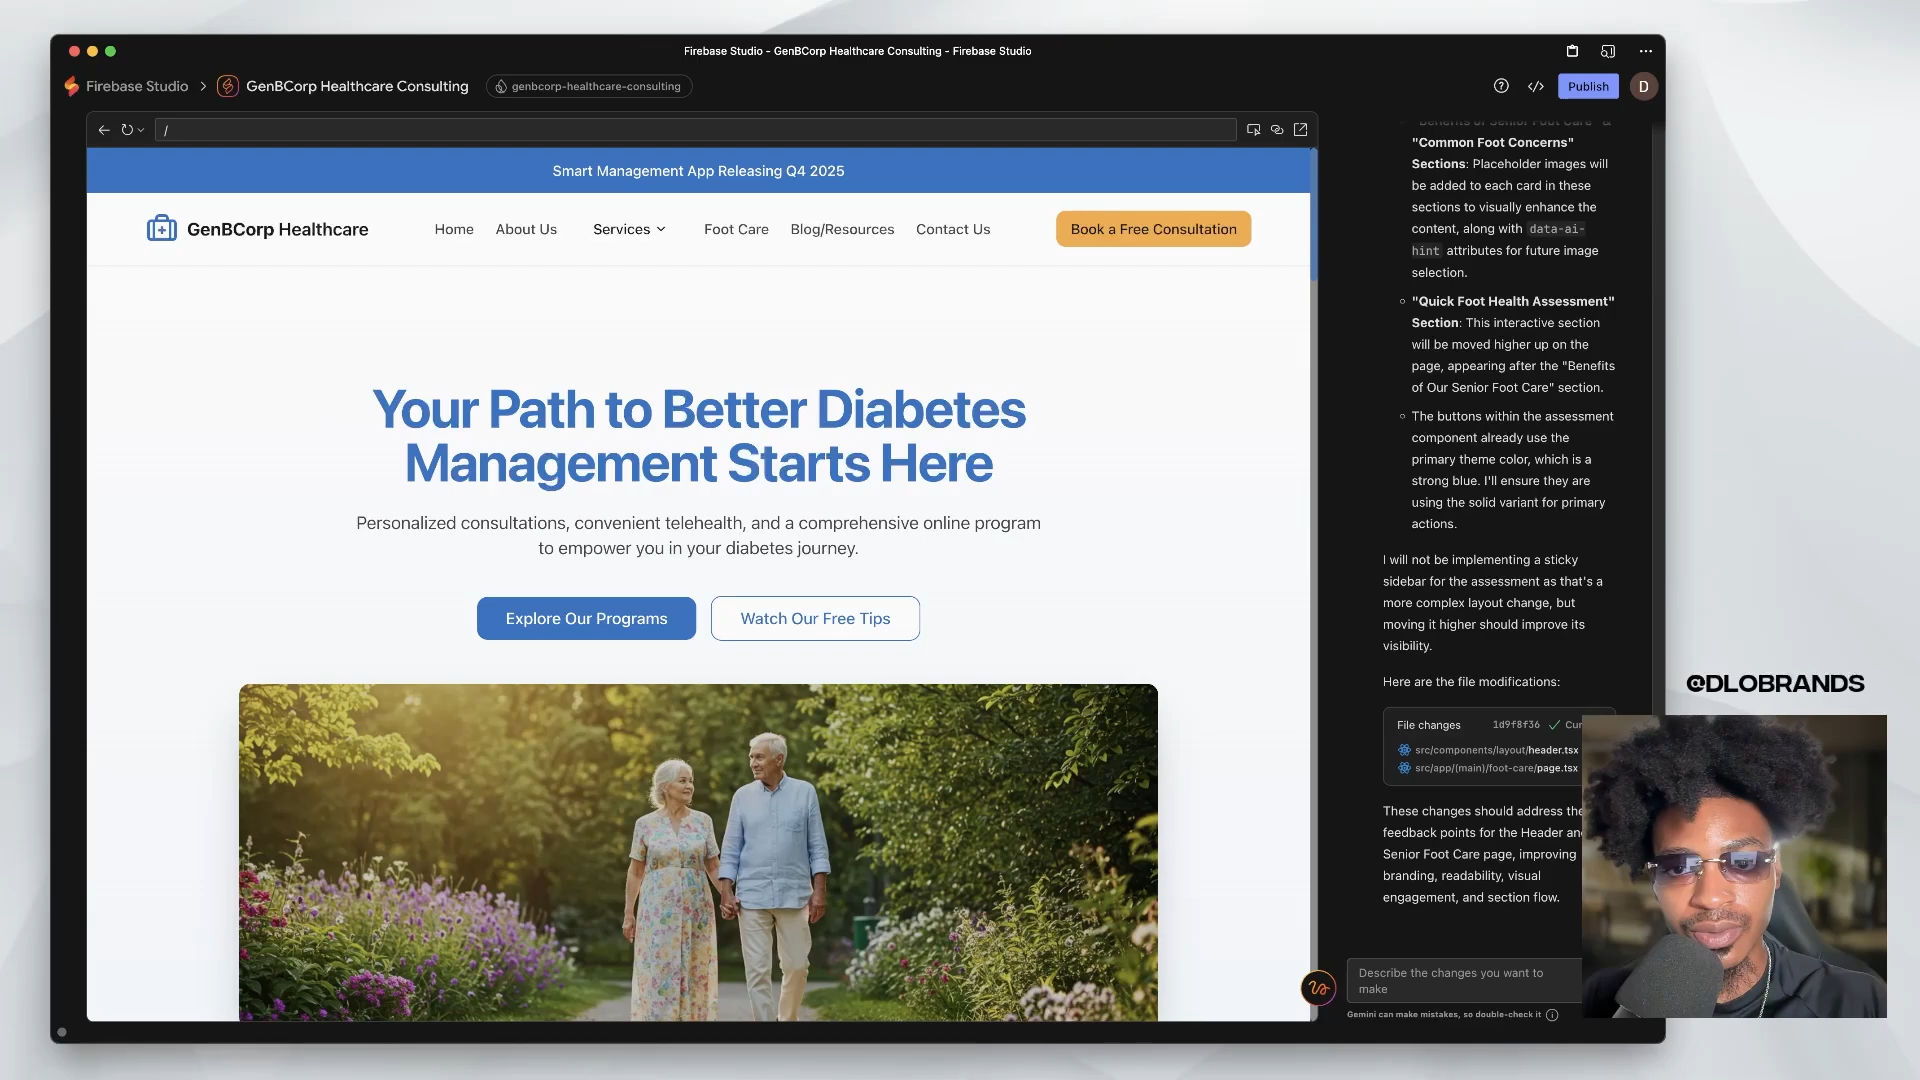 Firebase Studio - GenBCorp Healthcare Consulting - Firebase Studio
Firebase Studio > GenBCorp Healthcare Consulting
genbcorp-healthcare-consulting
Publish
D
/
Smart Management App Releasing Q4 2025
GenBCorp Healthcare
Home
About Us
Services
Foot Care
Blog/Resources
Contact Us
Book a Free Consultation
Your Path to Better Diabetes
Management Starts Here
Personalized consultations, convenient telehealth, and a comprehensive online program
to empower you in your diabetes journey.
Explore Our Programs
Watch Our Free Tips
"Benefits of Senior Foot Care" &
"Common Foot Concerns"
Sections: Placeholder images will
be added to each card in these
sections to visually enhance the
content, along with data-ai-
hint attributes for future image
selection.
"Quick Foot Health Assessment"
Section: This interactive section
will be moved higher up on the
page, appearing after the "Benefits
of Our Senior Foot Care" section.
The buttons within the assessment
component already use the
primary theme color, which is a
strong blue. I'll ensure they are
using the solid variant for primary
actions.
I will not be implementing a sticky
sidebar for the assessment as that's a
more complex layout change, but
moving it higher should improve its
visibility.
Here are the file modifications:
File changes 1d9f8f36 Cur
src/components/layout/header.tsx
src/app/(main)/foot-care/page.tsx
These changes should address the
feedback points for the Header an
Senior Foot Care page, improving
branding, readability, visual
engagement, and section flow.
Describe the changes you want to
make
Gemini can make mistakes, so double-check it
@DLOBRANDS